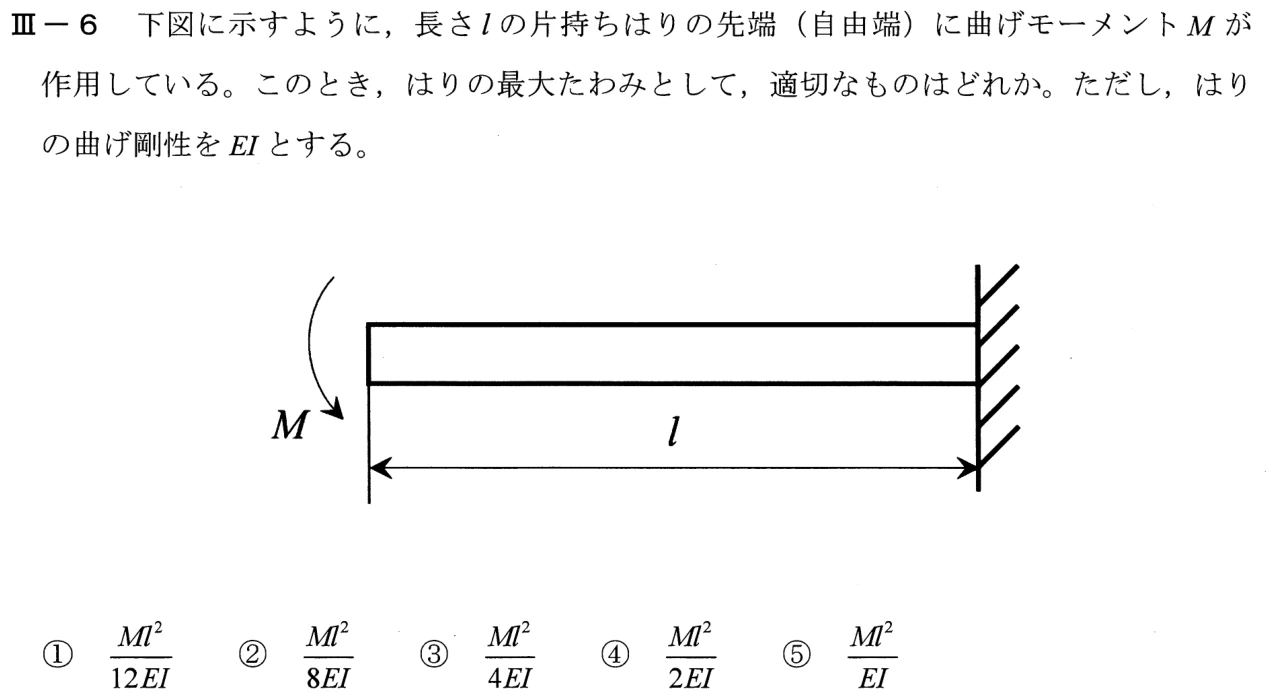 Ⅲ－6 下図に示すように，長さ l の片持ちはりの先端（自由端）に曲げモーメント M が
作用している。このとき，はりの最大たわみとして，適切なものはどれか。ただし，はり
の曲げ剛性を EI とする。
M
l
① Ml²/12EI ② Ml²/8EI ③ Ml²/4EI ④ Ml²/2EI ⑤ Ml²/EI